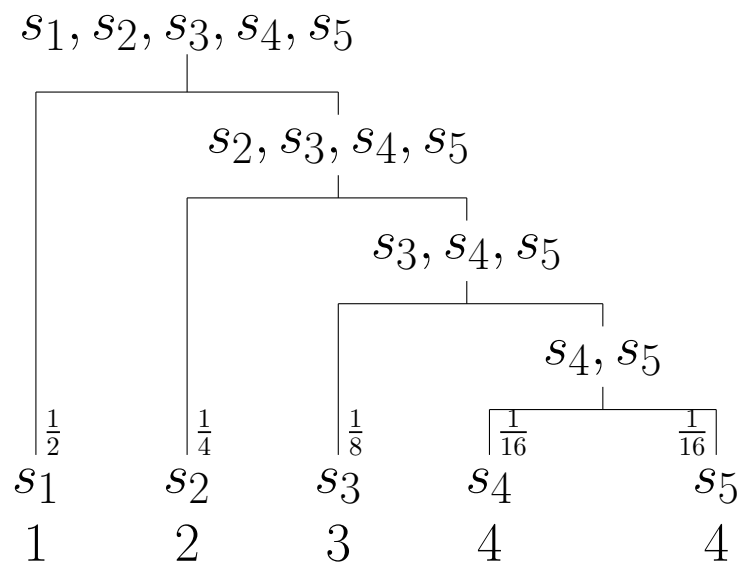 s₁, s₂, s₃, s₄, s₅
s₂, s₃, s₄, s₅
s₃, s₄, s₅
s₄, s₅
1/2 1/4 1/8 1/16 1/16
s₁ s₂ s₃ s₄ s₅
1 2 3 4 4